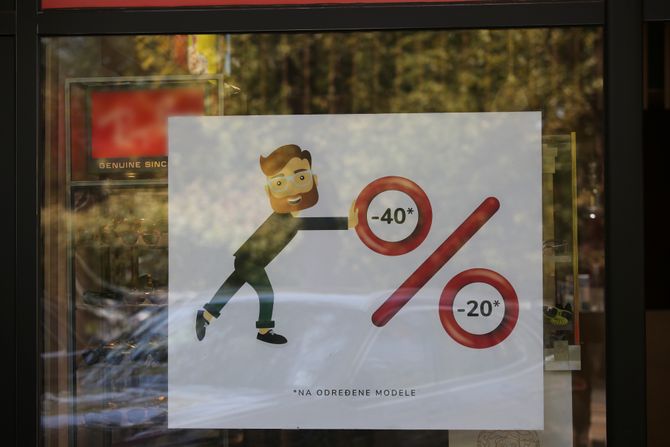 GENUINE SINC
-40*
-20*
*NA ODREĐENE MODELE